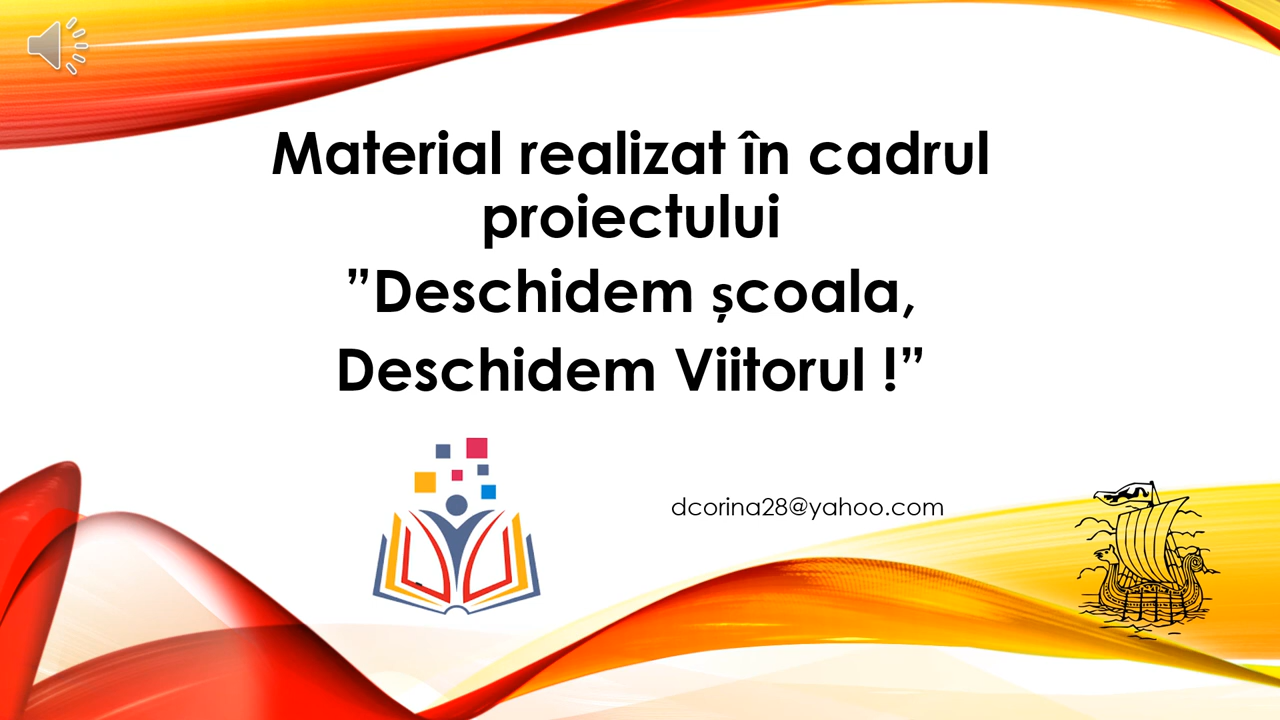 Material realizat în cadrul
proiectului
”Deschidem școala,
Deschidem Viitorul !”
dcorina28@yahoo.com